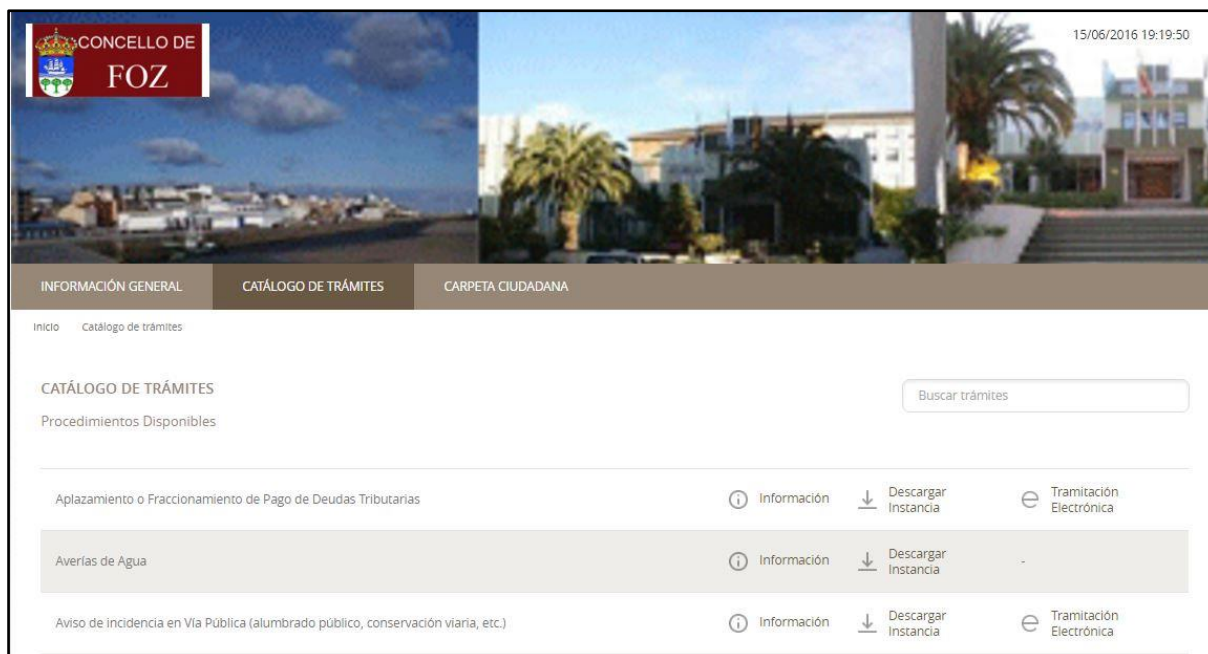 CONCELLO DE
FOZ
15/06/2016 19:19:50
INFORMACIÓN GENERAL CATÁLOGO DE TRÁMITES CARPETA CIUDADANA
Inicio Catálogo de trámites
CATÁLOGO DE TRÁMITES
Buscar trámites
Procedimientos Disponibles
Aplazamiento o Fraccionamiento de Pago de Deudas Tributarias Información Descargar Instancia Tramitación Electrónica
Averías de Agua Información Descargar Instancia -
Aviso de incidencia en Vía Pública (alumbrado público, conservación viaria, etc.) Información Descargar Instancia Tramitación Electrónica